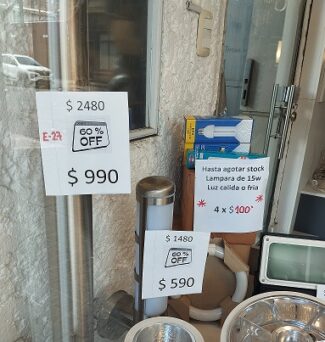 $ 2480
E-27
60 %
OFF
$ 990
Hasta agotar stock
Lampara de 15w
Luz calida o fria
4 x $100
$ 1480
60 %
OFF
$ 590